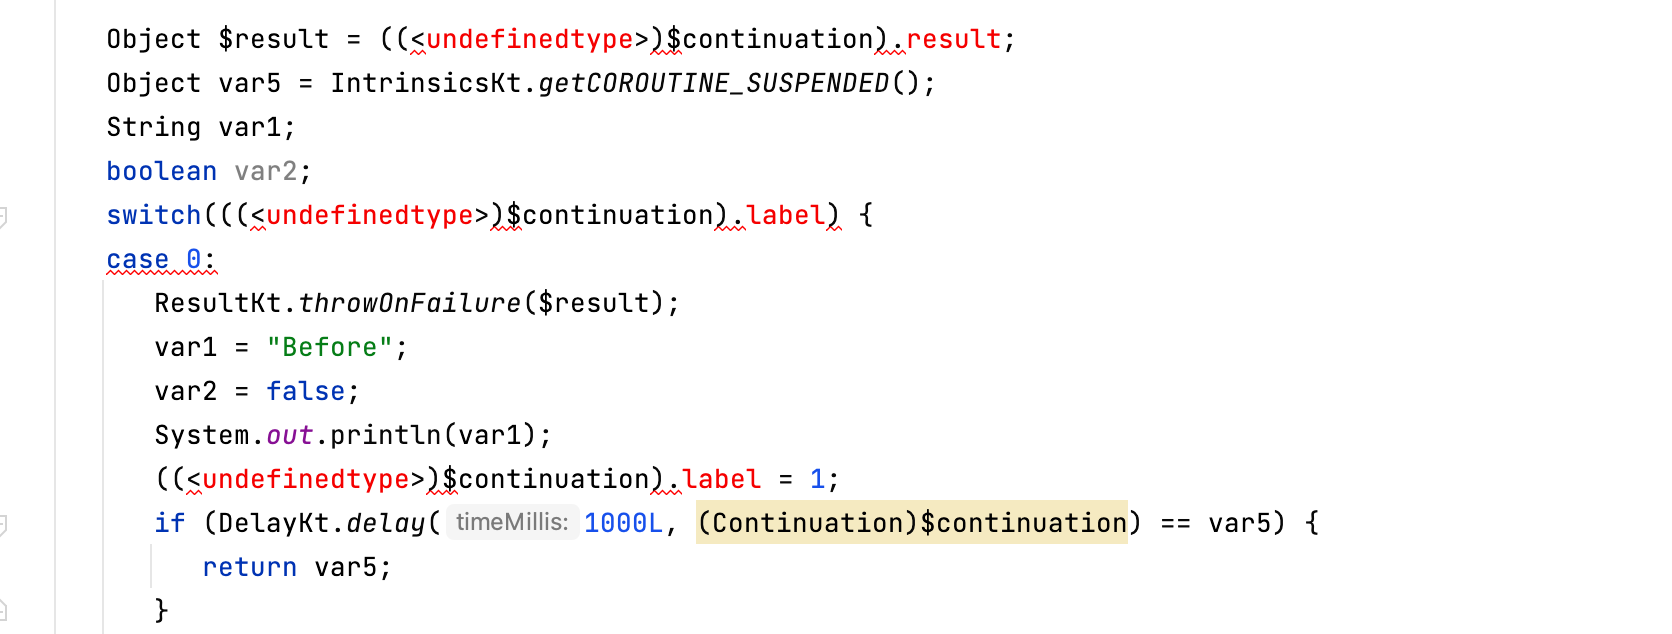 Object $result = ((<undefinedtype>)$continuation).result;
Object var5 = IntrinsicsKt.getCOROUTINE_SUSPENDED();
String var1;
boolean var2;
switch(((<undefinedtype>)$continuation).label) {
case 0:
ResultKt.throwOnFailure($result);
var1 = "Before";
var2 = false;
System.out.println(var1);
((<undefinedtype>)$continuation).label = 1;
if (DelayKt.delay( timeMillis: 1000L, (Continuation)$continuation) == var5) {
return var5;
}